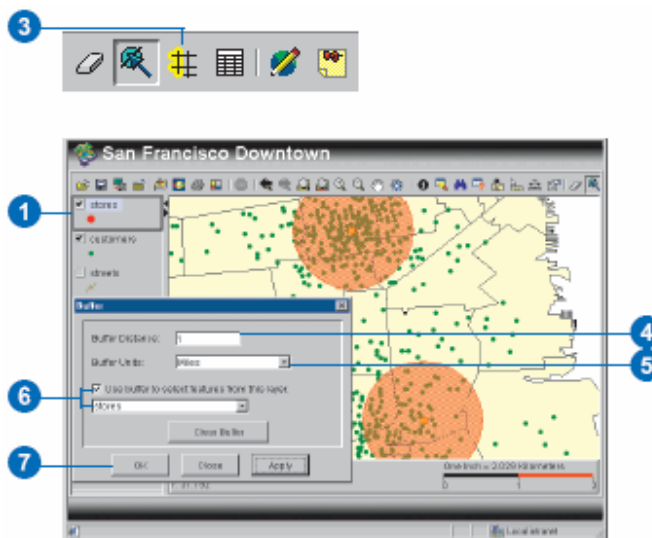 3
San Francisco Downtown
1
stores
customers
streets
Buffer
Buffer Distance:
1
4
Buffer Units:
Miles
5
6
Use buffer to select features from this layer:
stores
Clear Buffer
7
OK
Close
Apply
One Inch = 2.029 Kilometers
0
1
2
Local intranet